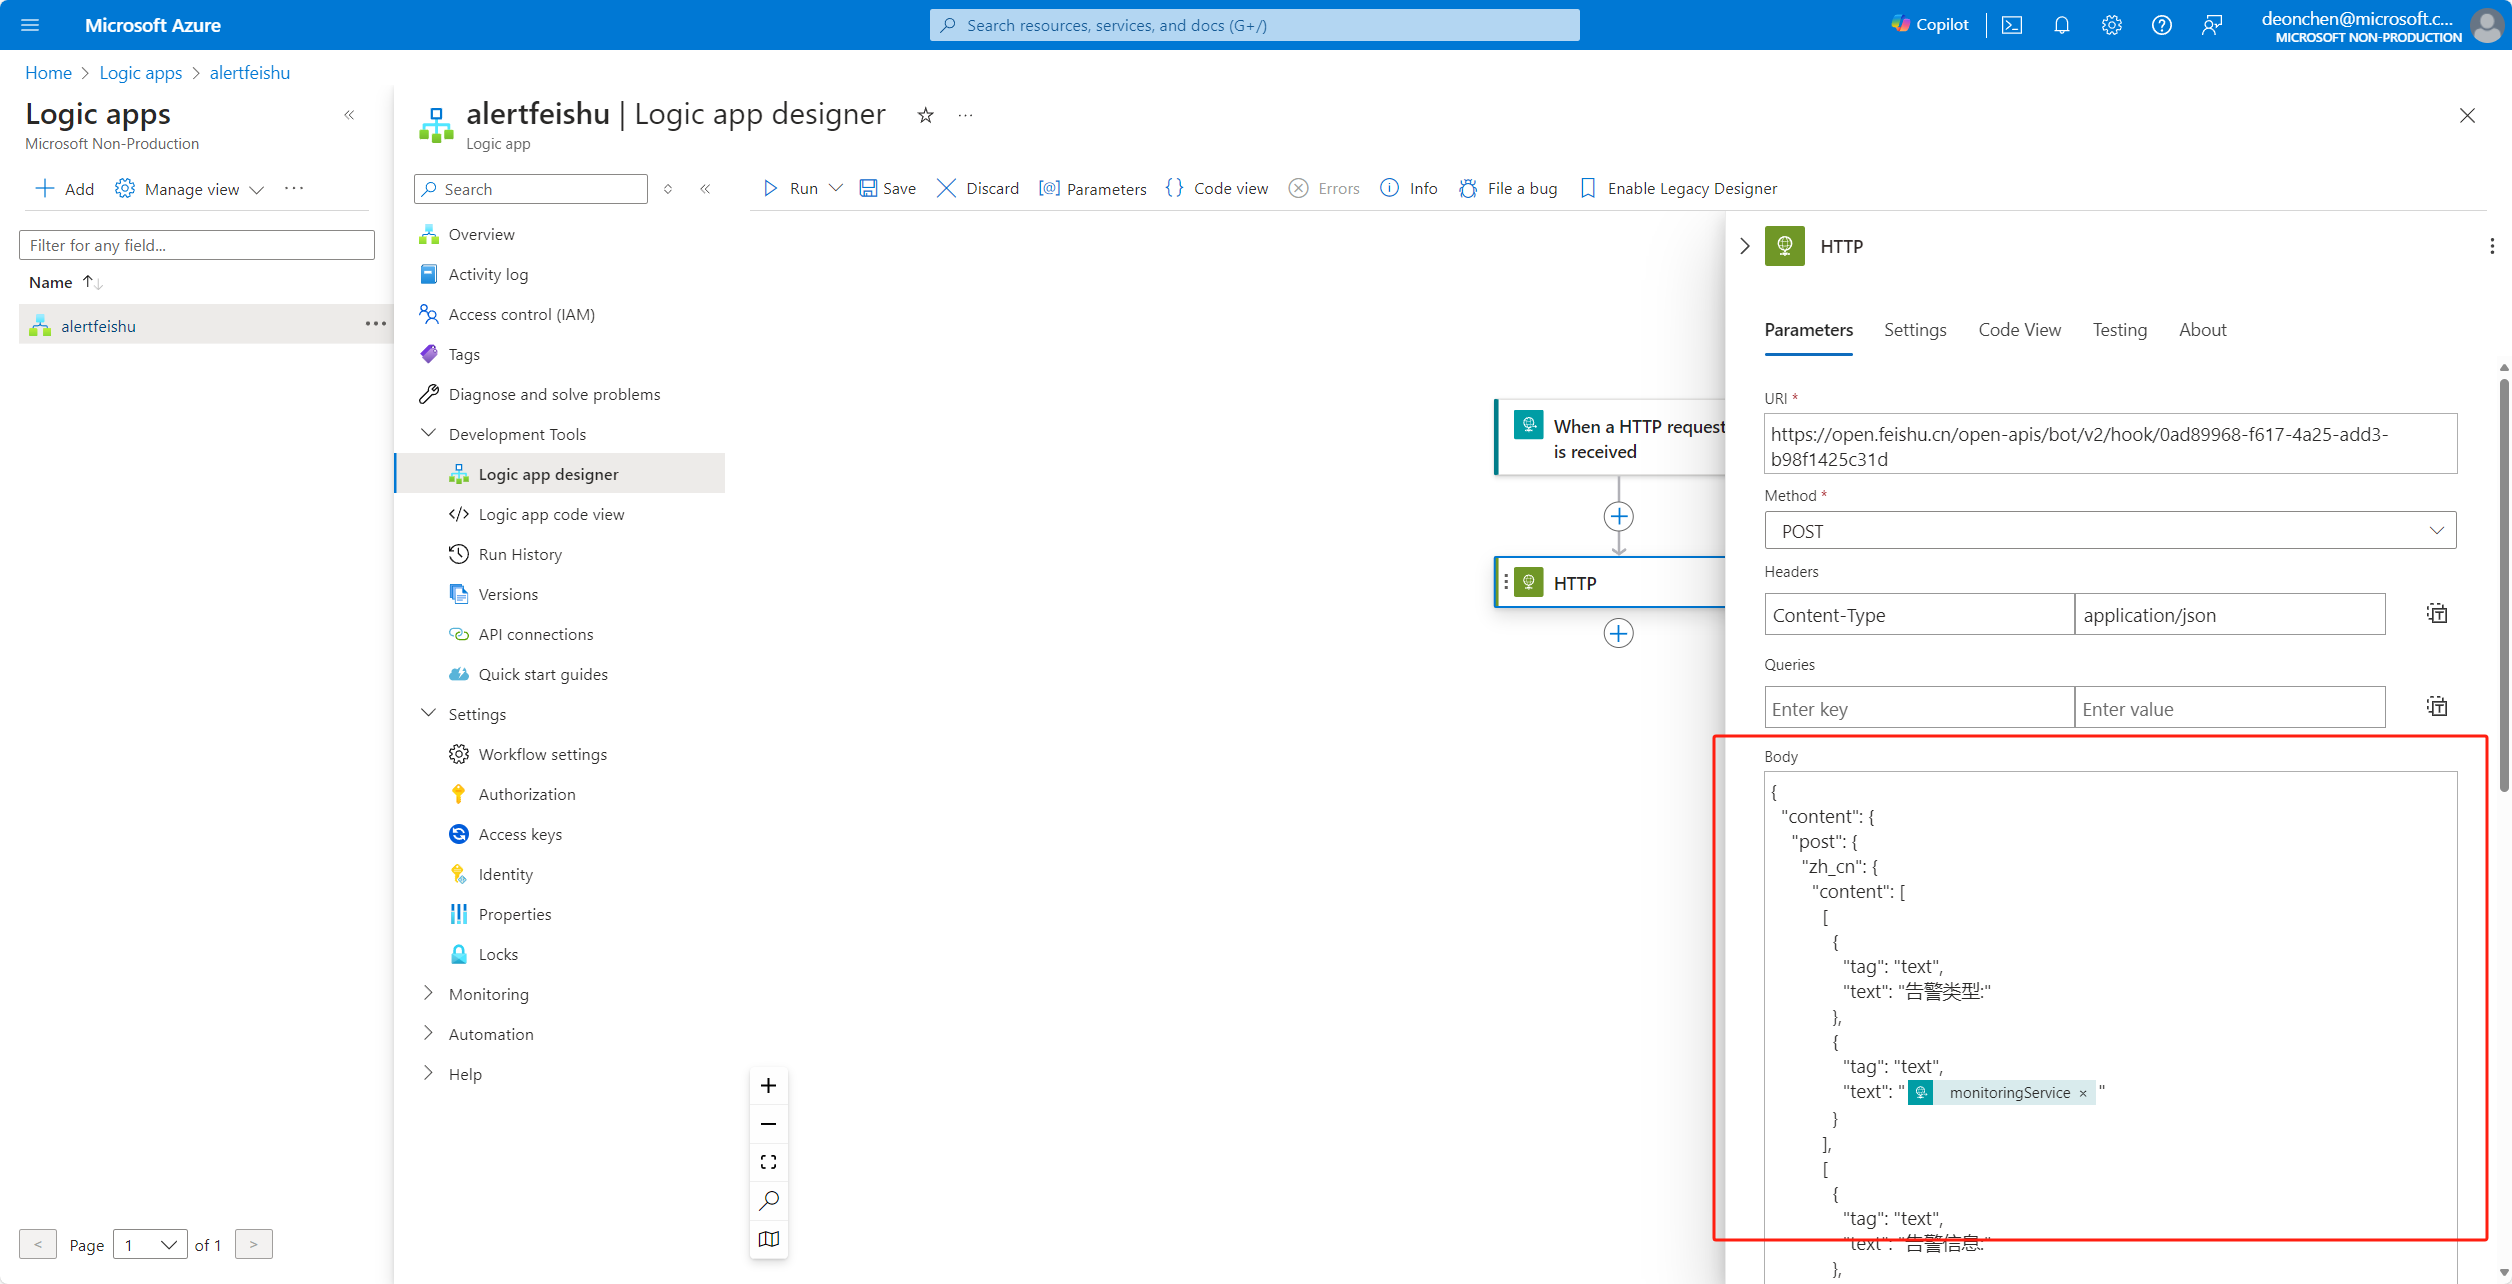 Microsoft Azure
Search resources, services, and docs (G+/)
Copilot
deonchen@microsoft.c...
MICROSOFT NON-PRODUCTION
Home > Logic apps > alertfeishu
Logic apps
Microsoft Non-Production
Add
Manage view
Filter for any field...
Name
alertfeishu
Page 1 of 1
alertfeishu | Logic app designer
Logic app
Search
Overview
Activity log
Access control (IAM)
Tags
Diagnose and solve problems
Development Tools
Logic app designer
Logic app code view
Run History
Versions
API connections
Quick start guides
Settings
Workflow settings
Authorization
Access keys
Identity
Properties
Locks
Monitoring
Automation
Help
Run
Save
Discard
Parameters
Code view
Errors
Info
File a bug
Enable Legacy Designer
When a HTTP request
is received
HTTP
HTTP
Parameters
Settings
Code View
Testing
About
URI *
https://open.feishu.cn/open-apis/bot/v2/hook/0ad89968-f617-4a25-add3-
b98f1425c31d
Method *
POST
Headers
Content-Type
application/json
Queries
Enter key
Enter value
Body
{
"content": {
"post": {
"zh_cn": {
"content": [
[
{
"tag": "text",
"text": "告警类型:"
},
{
"tag": "text",
"text": " monitoringService × "
}
],
[
{
"tag": "text",
"text": "告警信息:"
},